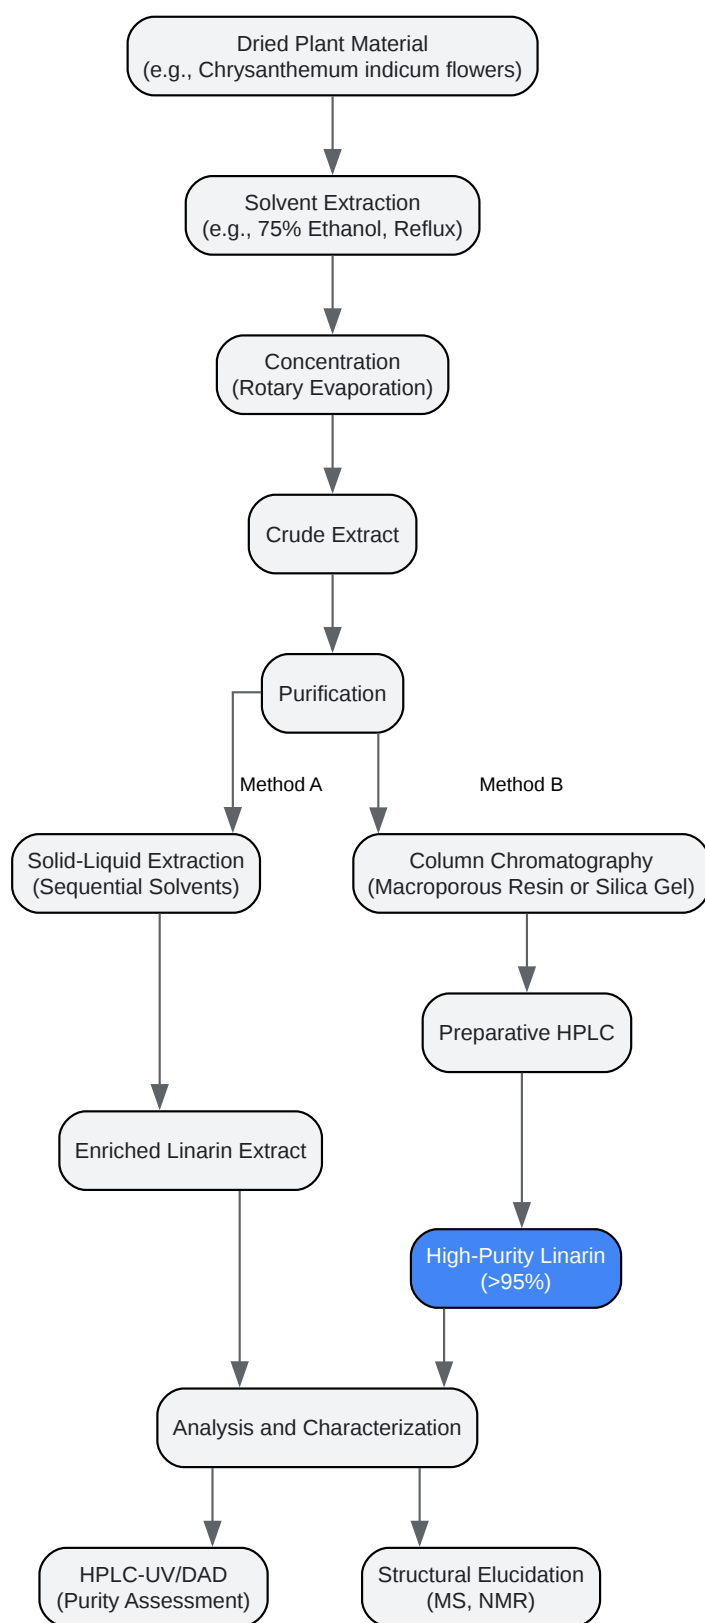 Dried Plant Material
(e.g., Chrysanthemum indicum flowers)
Solvent Extraction
(e.g., 75% Ethanol, Reflux)
Concentration
(Rotary Evaporation)
Crude Extract
Purification
Method A
Method B
Solid-Liquid Extraction
(Sequential Solvents)
Column Chromatography
(Macroporous Resin or Silica Gel)
Preparative HPLC
Enriched Linarin Extract
High-Purity Linarin
(>95%)
Analysis and Characterization
HPLC-UV/DAD
(Purity Assessment)
Structural Elucidation
(MS, NMR)